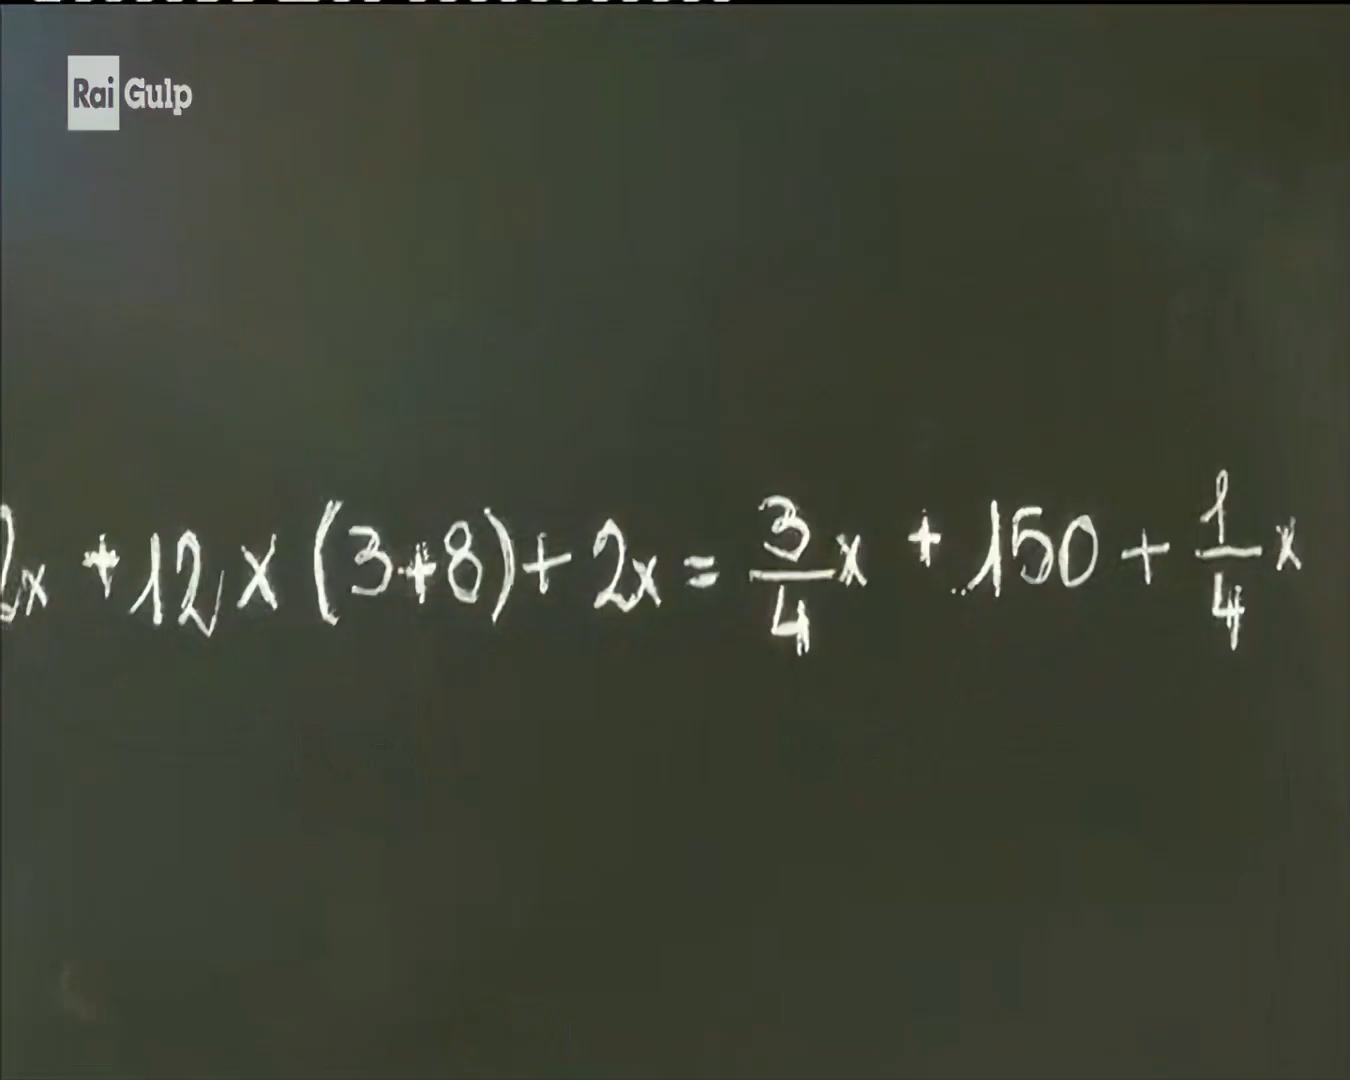 Rai Gulp
2x + 12 x (3+8) + 2x = 3/4 x + 150 + 1/4 x